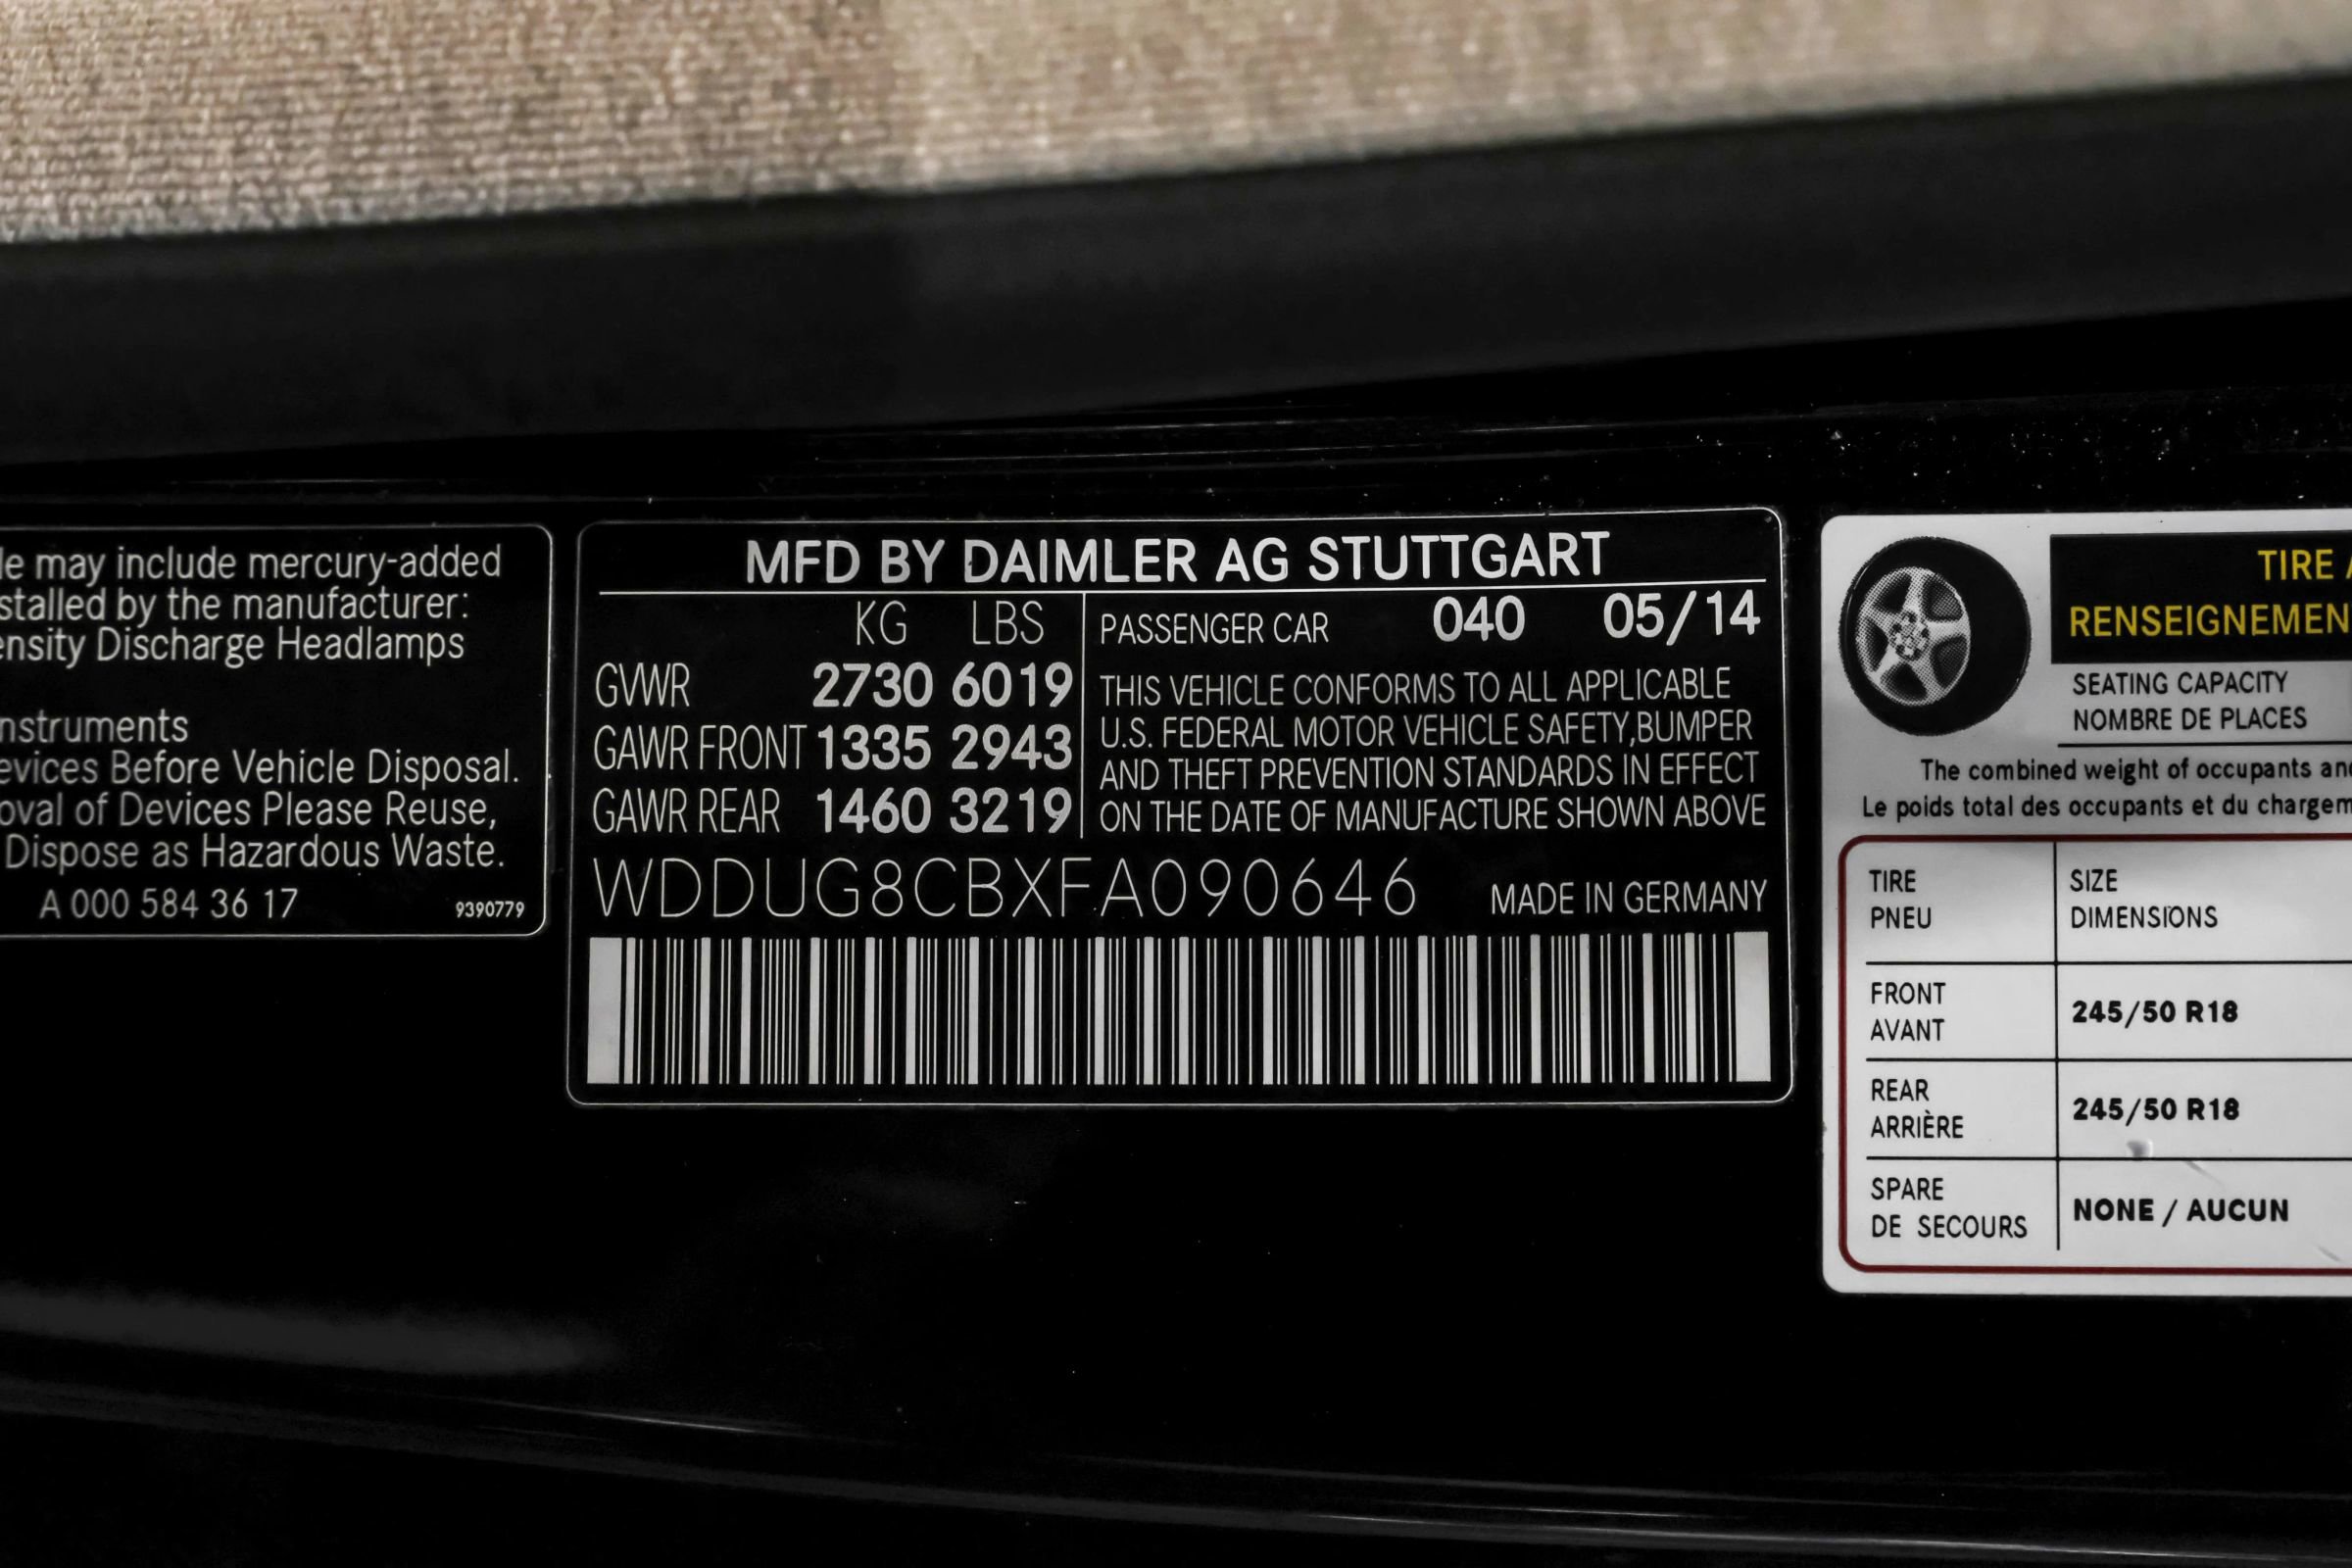 le may include mercury-added
stalled by the manufacturer:
ensity Discharge Headlamps
nstruments
evices Before Vehicle Disposal.
oval of Devices Please Reuse,
Dispose as Hazardous Waste.
A 000 584 36 17 9390779
MFD BY DAIMLER AG STUTTGART
KG LBS
GVWR 2730 6019
GAWR FRONT 1335 2943
GAWR REAR 1460 3219
PASSENGER CAR 040 05/14
THIS VEHICLE CONFORMS TO ALL APPLICABLE
U.S. FEDERAL MOTOR VEHICLE SAFETY,BUMPER
AND THEFT PREVENTION STANDARDS IN EFFECT
ON THE DATE OF MANUFACTURE SHOWN ABOVE
WDDUG8CBXFA090646 MADE IN GERMANY
TIRE A
RENSEIGNEMEN
SEATING CAPACITY
NOMBRE DE PLACES
The combined weight of occupants and
Le poids total des occupants et du chargem
TIRE SIZE
PNEU DIMENSIONS
FRONT
AVANT
245/50 R18
REAR
ARRIÈRE
245/50 R18
SPARE
DE SECOURS
NONE / AUCUN